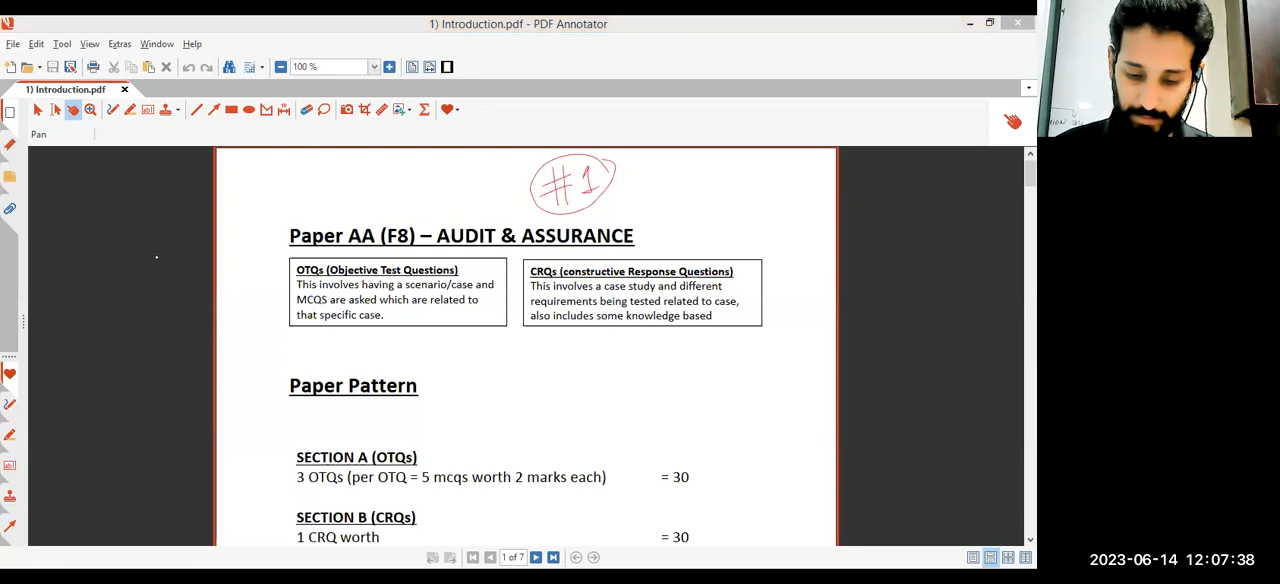 1) Introduction.pdf - PDF Annotator
File Edit Tool View Extras Window Help
100 %
1) Introduction.pdf
Pan
#1
Paper AA (F8) – AUDIT & ASSURANCE
OTQs (Objective Test Questions)
This involves having a scenario/case and
MCQS are asked which are related to
that specific case.
CRQs (constructive Response Questions)
This involves a case study and different
requirements being tested related to case,
also includes some knowledge based
Paper Pattern
SECTION A (OTQs)
3 OTQs (per OTQ = 5 mcqs worth 2 marks each) = 30
SECTION B (CRQs)
1 CRQ worth = 30
1 of 7
2023-06-14 12:07:38